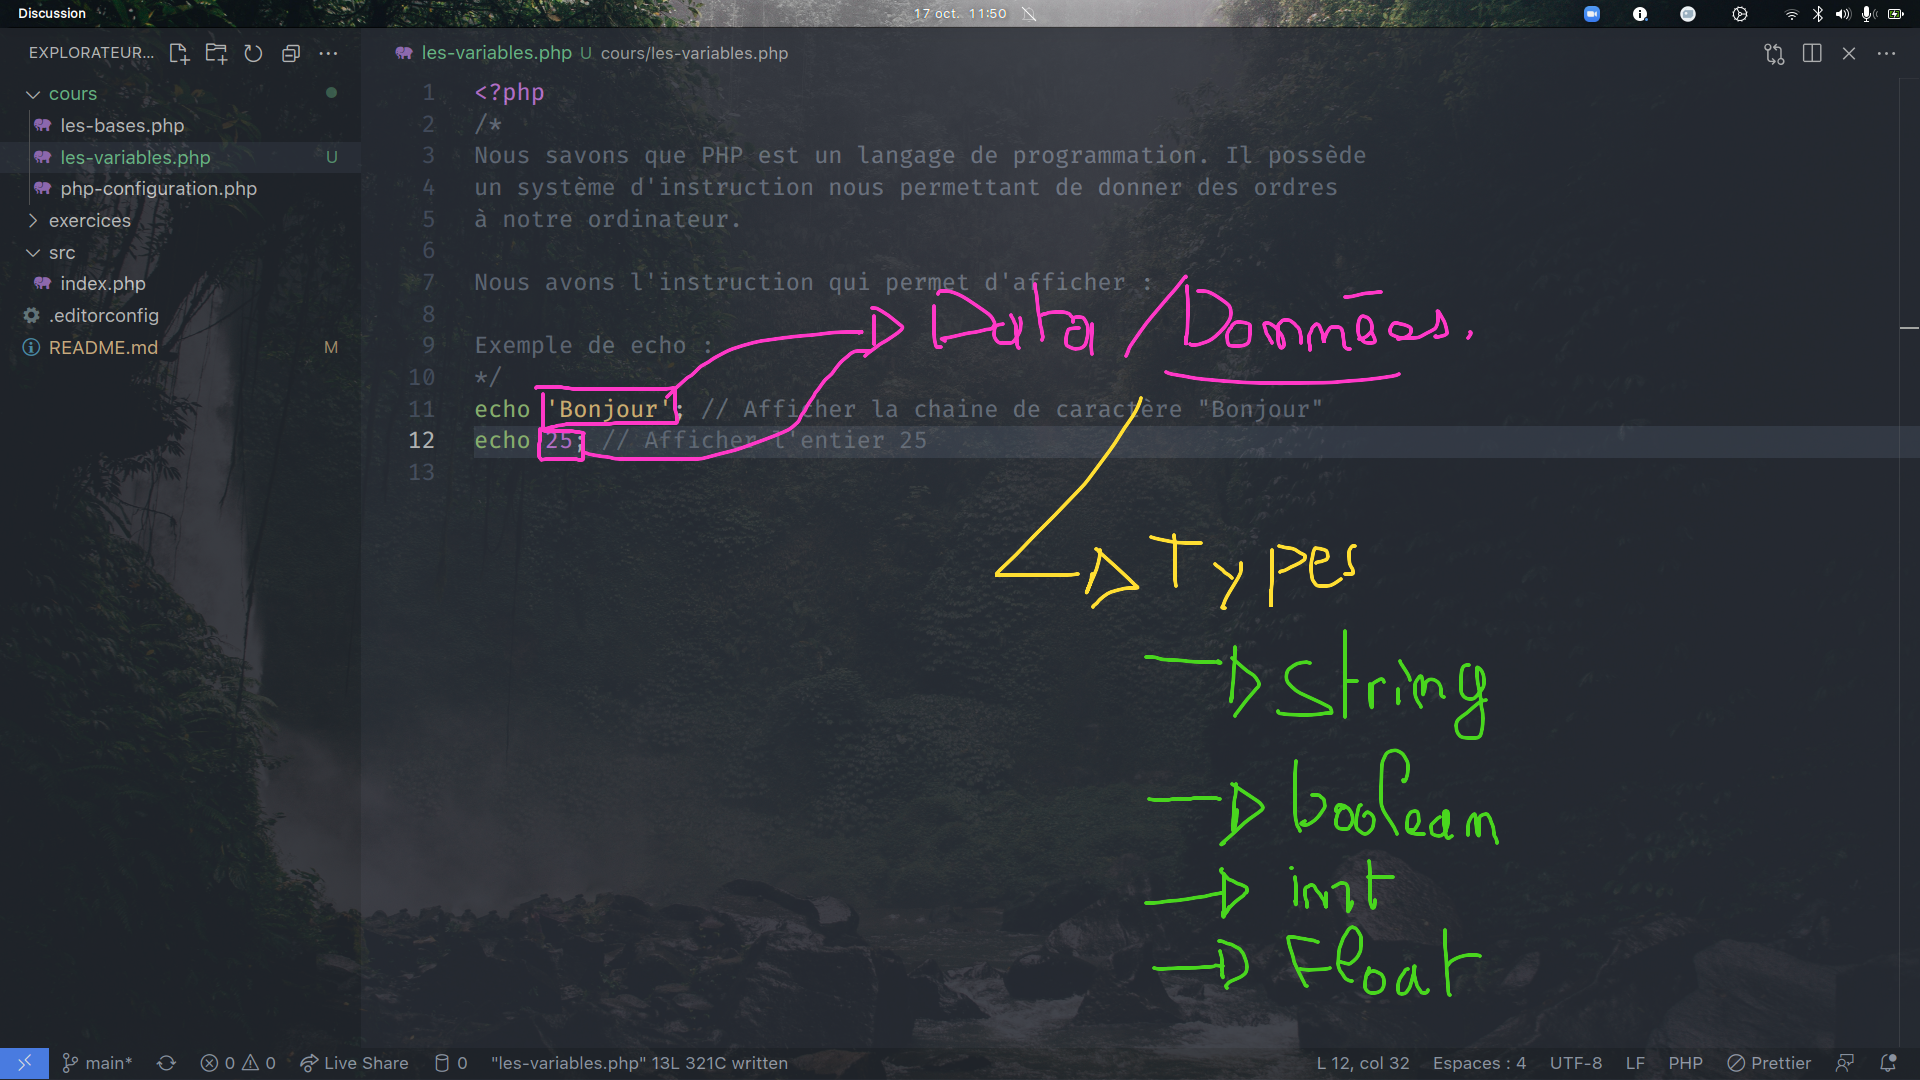 Discussion
17 oct. 11:50
EXPLORATEUR...
cours
les-bases.php
les-variables.php U
php-configuration.php
exercices
src
index.php
.editorconfig
README.md M
les-variables.php U cours/les-variables.php
1 <?php
2 /*
3 Nous savons que PHP est un langage de programmation. Il possède
4 un système d'instruction nous permettant de donner des ordres
5 à notre ordinateur.
6
7 Nous avons l'instruction qui permet d'afficher :
8
9 Exemple de echo :
10 */
11 echo 'Bonjour'; // Afficher la chaine de caractère "Bonjour"
12 echo 25; // Afficher l'entier 25
13
Data / Données.
Types
String
boolean
int
Float
main* 0 0 Live Share 0 "les-variables.php" 13L 321C written
L 12, col 32 Espaces : 4 UTF-8 LF PHP Prettier